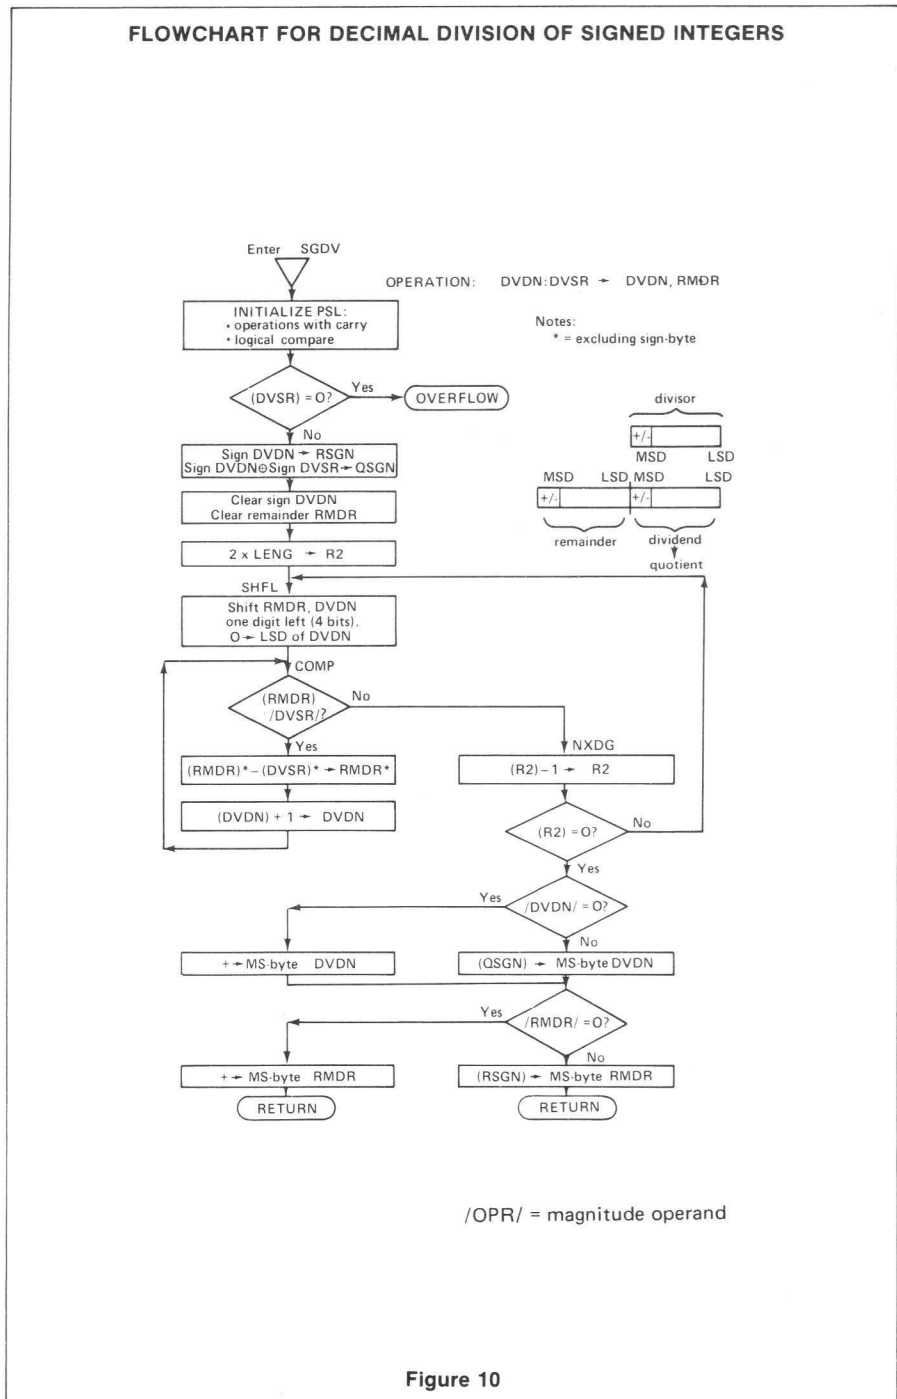 FLOWCHART FOR DECIMAL DIVISION OF SIGNED INTEGERS
Enter SGDV
OPERATION: DVDN:DVSR → DVDN, RMDR
INITIALIZE PSL:
• operations with carry
• logical compare
Notes:
* = excluding sign-byte
(DVSR) = O?
Yes
OVERFLOW
No
divisor
+/-
MSD LSD
Sign DVDN → RSGN
Sign DVDN⊕Sign DVSR→QSGN
MSD LSD MSD LSD
+/- +/-
remainder dividend
quotient
Clear sign DVDN
Clear remainder RMDR
2 x LENG → R2
SHFL
Shift RMDR, DVDN
one digit left (4 bits).
O→ LSD of DVDN
COMP
(RMDR)
/DVSR/?
No
Yes
NXDG
(RMDR)* – (DVSR)* → RMDR*
(R2) – 1 → R2
(DVDN) + 1 → DVDN
(R2) = O?
No
Yes
/DVDN/ = O?
Yes
No
+ → MS-byte DVDN
(QSGN) → MS-byte DVDN
/RMDR/ = O?
Yes
No
+ → MS-byte RMDR
(RSGN) → MS-byte RMDR
RETURN
RETURN
/OPR/ = magnitude operand
Figure 10